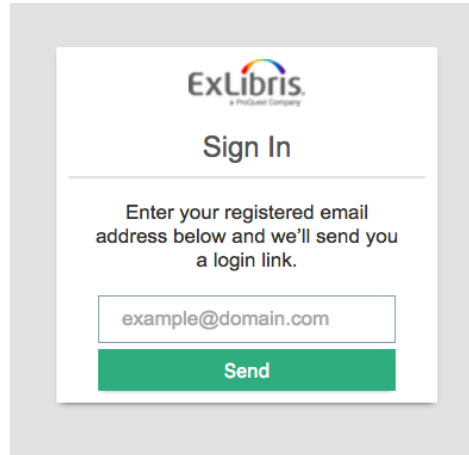 ExLibris.
a ProQuest Company
Sign In
Enter your registered email
address below and we'll send you
a login link.
example@domain.com
Send